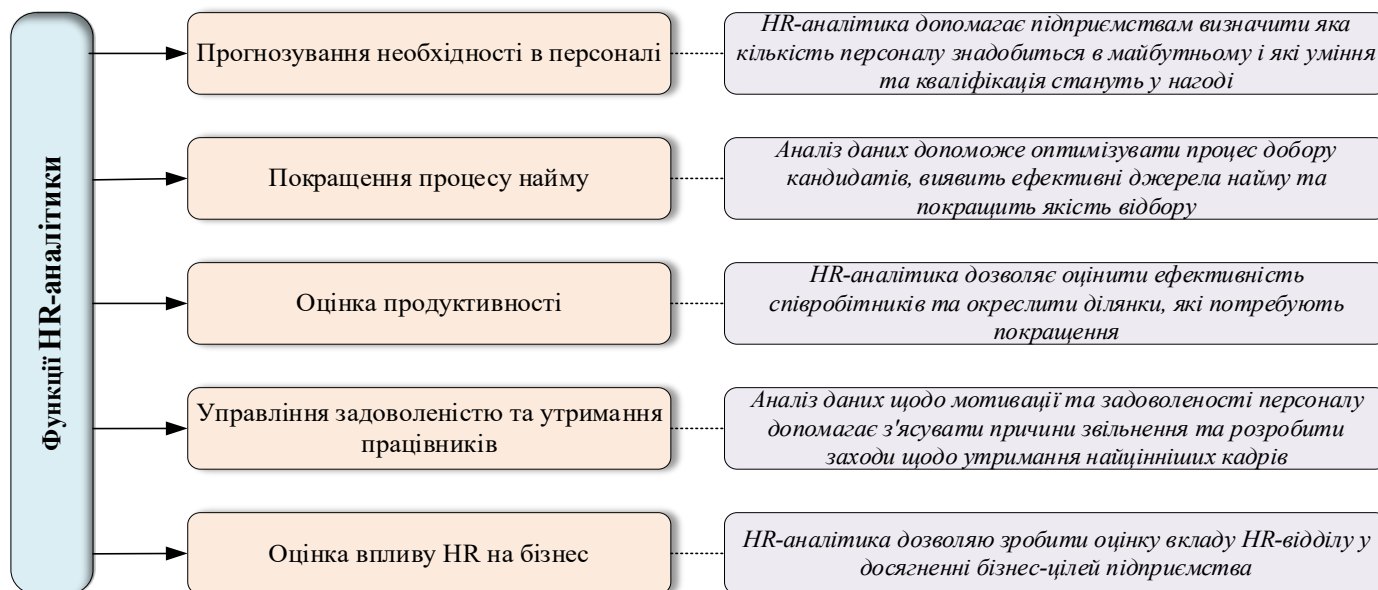 Функції HR-аналітики
Прогнозування необхідності в персоналі
HR-аналітика допомагає підприємствам визначити яка
кількість персоналу знадобиться в майбутньому і які уміння
та кваліфікація стануть у нагоді
Покращення процесу найму
Аналіз даних допоможе оптимізувати процес добору
кандидатів, виявить ефективні джерела найму та
покращить якість відбору
Оцінка продуктивності
HR-аналітика дозволяє оцінити ефективність
співробітників та окреслити ділянки, які потребують
покращення
Управління задоволеністю та утримання
працівників
Аналіз даних щодо мотивації та задоволеності персоналу
допомагає з'ясувати причини звільнення та розробити
заходи щодо утримання найцінніших кадрів
Оцінка впливу HR на бізнес
HR-аналітика дозволяю зробити оцінку вкладу HR-відділу у
досягненні бізнес-цілей підприємства